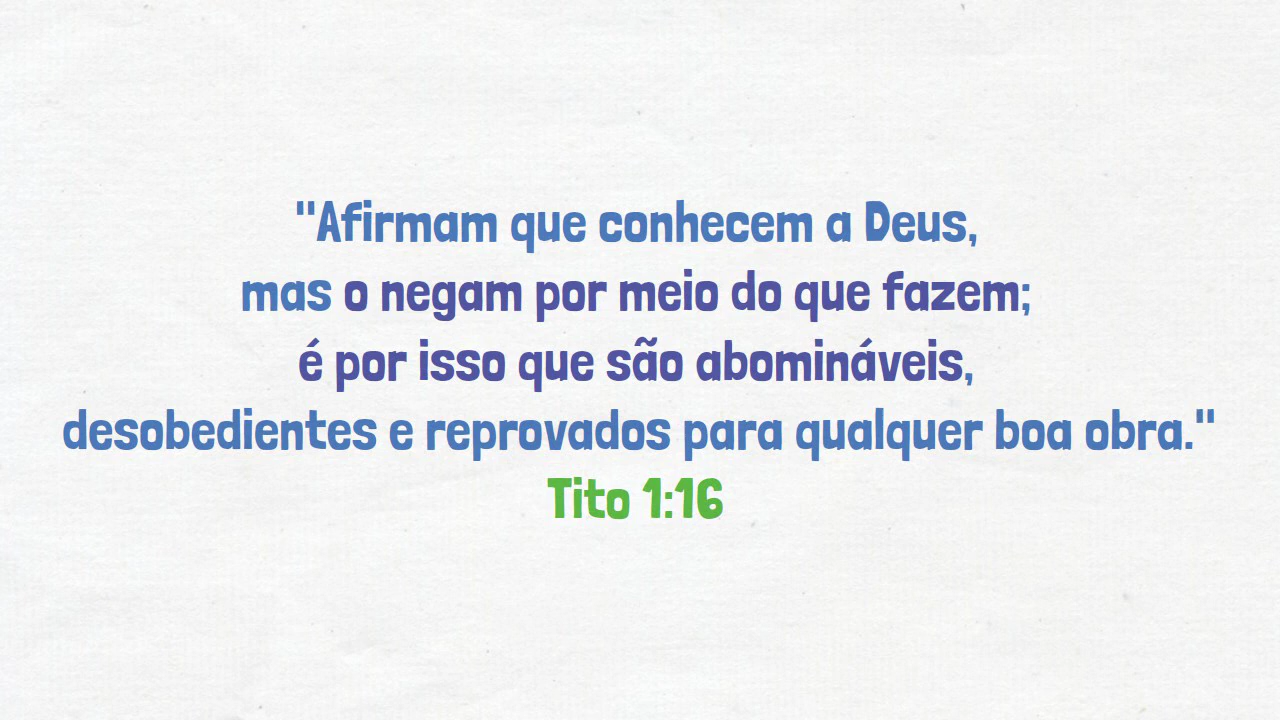 "Afirmam que conhecem a Deus,
mas o negam por meio do que fazem;
é por isso que são abomináveis,
desobedientes e reprovados para qualquer boa obra."
Tito 1:16